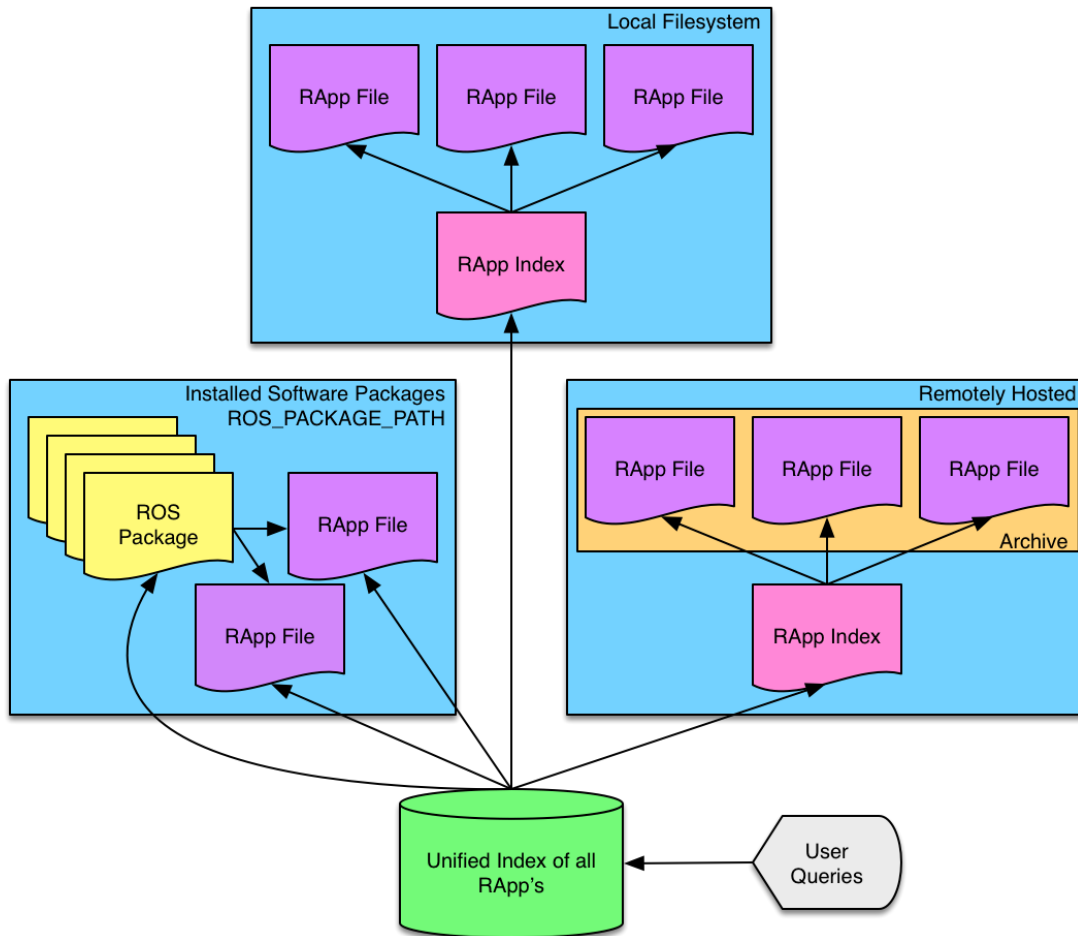 Local Filesystem
RApp File
RApp File
RApp File
RApp Index
Installed Software Packages
ROS_PACKAGE_PATH
ROS
Package
RApp File
RApp File
Remotely Hosted
RApp File
RApp File
RApp File
Archive
RApp Index
Unified Index of all
RApp's
User
Queries